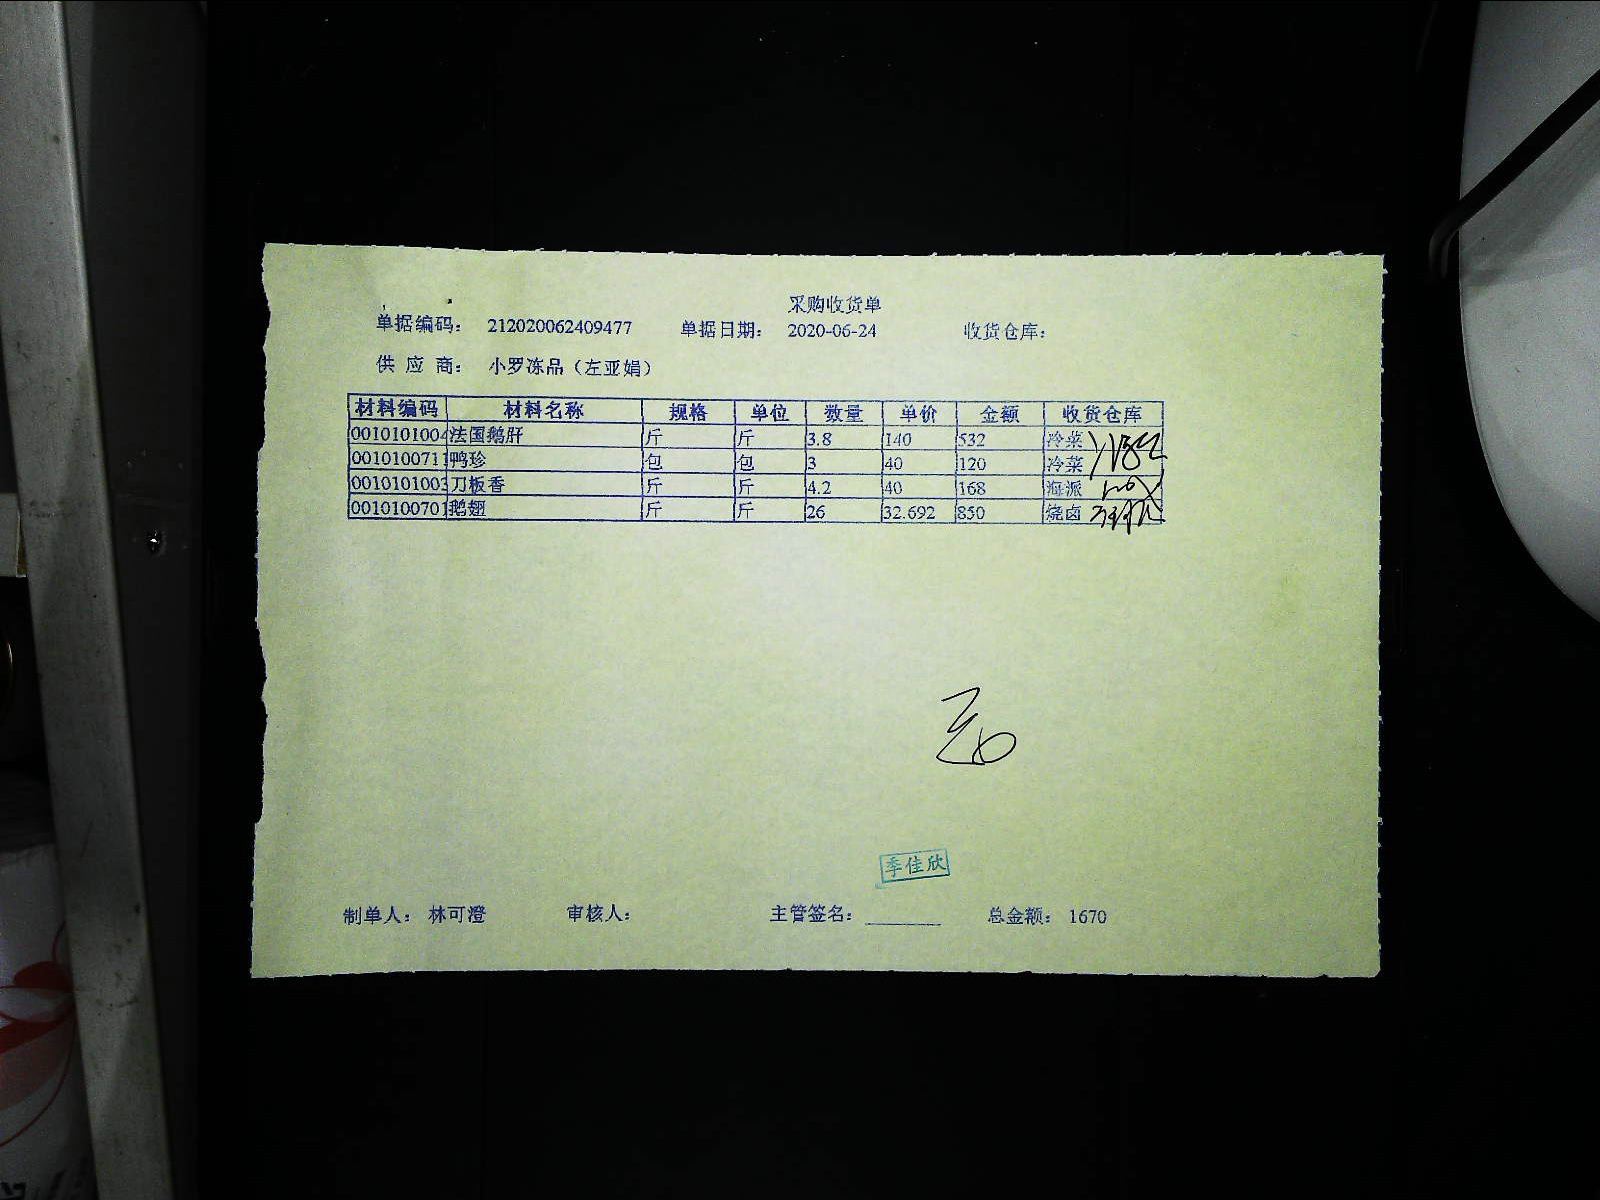 采购收货单
单据编码： 212020062409477 单据日期： 2020-06-24 收货仓库：
供 应 商： 小罗冻品（左亚娟）
材料编码 材料名称 规格 单位 数量 单价 金额 收货仓库
0010101004 法国鹅肝 斤 斤 3.8 140 532 冷菜
0010100711 鸭珍 包 包 3 40 120 冷菜
0010101003 刀板香 斤 斤 4.2 40 168 海派
0010100701 鹅翅 斤 斤 26 32.692 850 烧卤
季佳欣
制单人： 林可澄 审核人： 主管签名： 总金额： 1670